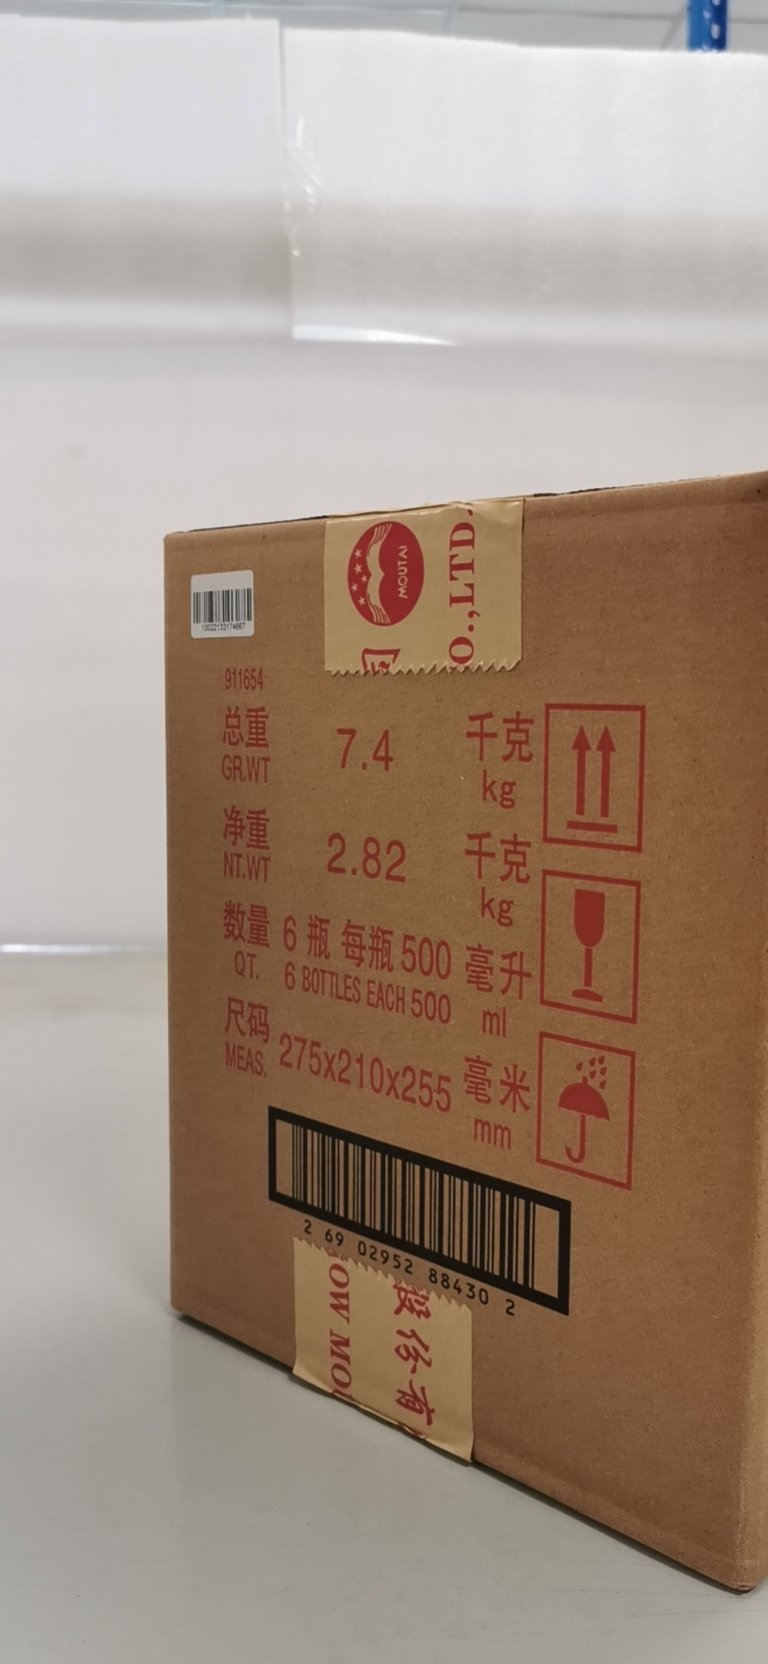 MOUTAI
O.,LTD.
10022133174667
911654
总重 7.4 千克
GR.WT kg
净重 2.82 千克
NT.WT kg
数量 6 瓶 每瓶 500 毫升
QT. 6 BOTTLES EACH 500 ml
尺码 275x210x255 毫米
MEAS. mm
2 69 02952 88430 2
OW MOU
股份有